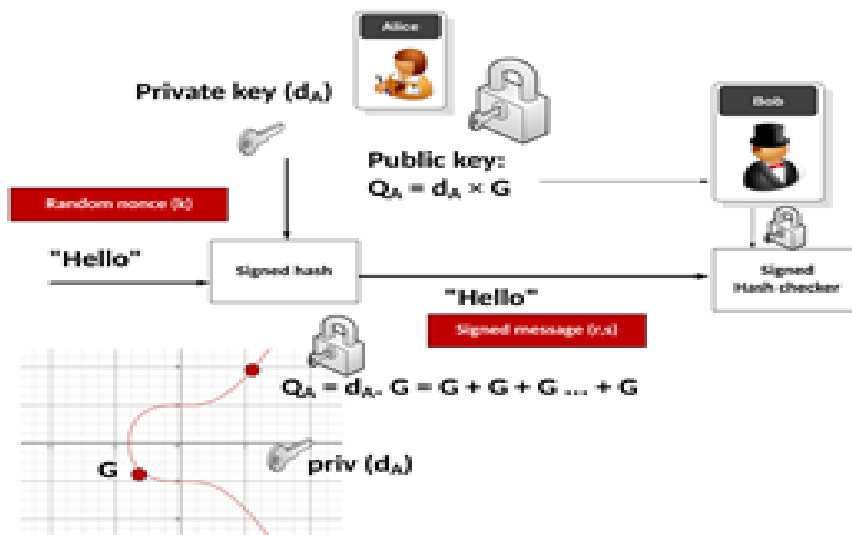 Alice
Private key (dA)
Bob
Public key:
QA = dA × G
Random nonce (k)
"Hello"
Signed hash
Signed
Hash checker
"Hello"
Signed message (r,s)
QA = dA. G = G + G + G ... + G
G
priv (dA)